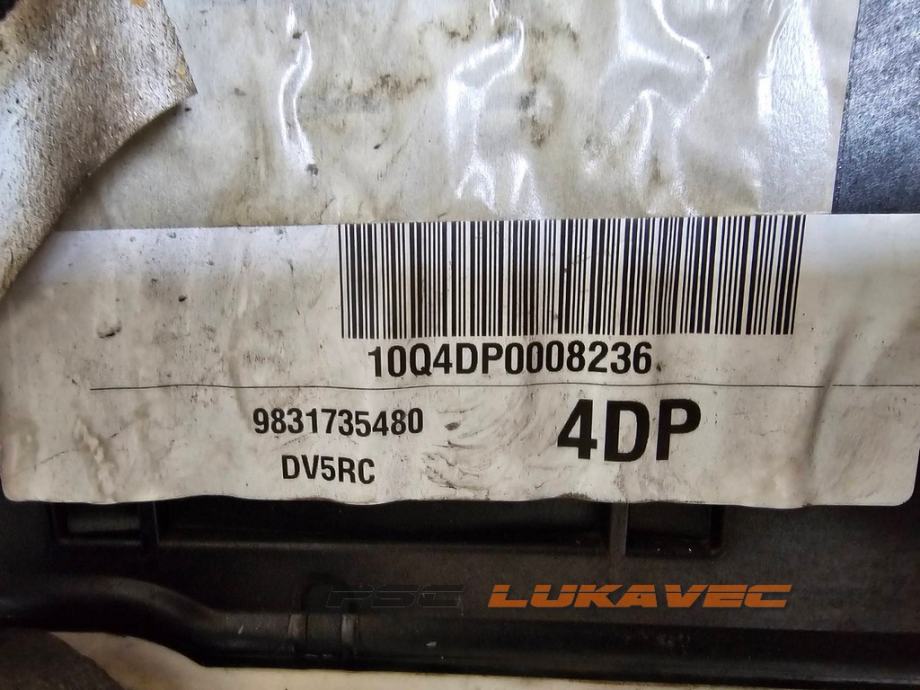 10Q4DP0008236
9831735480
4DP
DV5RC
PSC LUKAVEC